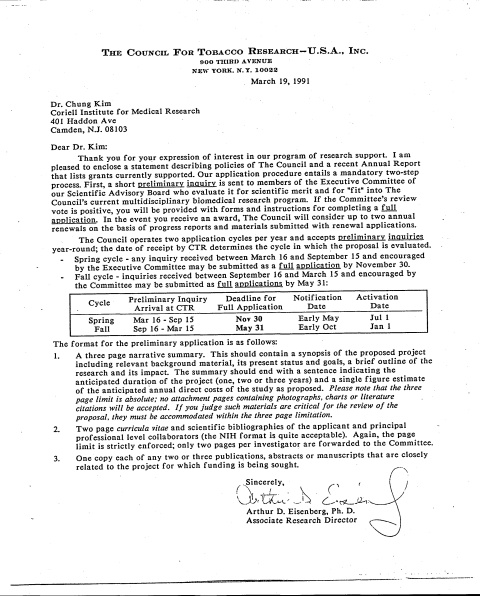 THE COUNCIL FOR TOBACCO RESEARCH—U.S.A., INC.
900 THIRD AVENUE
NEW YORK, N.Y. 10022
March 19, 1991
Dr. Chung Kim
Coriell Institute for Medical Research
401 Haddon Ave
Camden, N.J. 08103
Dear Dr. Kim:
Thank you for your expression of interest in our program of research support. I am
pleased to enclose a statement describing policies of The Council and a recent Annual Report
that lists grants currently supported. Our application procedure entails a mandatory two-step
process. First, a short preliminary inquiry is sent to members of the Executive Committee of
our Scientific Advisory Board who evaluate it for scientific merit and for "fit" into The
Council's current multidisciplinary biomedical research program. If the Committee's review
vote is positive, you will be provided with forms and instructions for completing a full
application. In the event you receive an award, The Council will consider up to two annual
renewals on the basis of progress reports and materials submitted with renewal applications.
The Council operates two application cycles per year and accepts preliminary inquiries
year-round; the date of receipt by CTR determines the cycle in which the proposal is evaluated.
- Spring cycle - any inquiry received between March 16 and September 15 and encouraged
by the Executive Committee may be submitted as a full application by November 30.
- Fall cycle - inquiries received between September 16 and March 15 and encouraged by
the Committee may be submitted as full applications by May 31:
Cycle Preliminary Inquiry Arrival at CTR Deadline for Full Application Notification Date Activation Date
Spring Mar 16 - Sep 15 Nov 30 Early May Jul 1
Fall Sep 16 - Mar 15 May 31 Early Oct Jan 1
The format for the preliminary application is as follows:
1. A three page narrative summary. This should contain a synopsis of the proposed project
including relevant background material, its present status and goals, a brief outline of the
research and its impact. The summary should end with a sentence indicating the
anticipated duration of the project (one, two or three years) and a single figure estimate
of the anticipated annual direct costs of the study as proposed. Please note that the three
page limit is absolute; no attachment pages containing photographs, charts or literature
citations will be accepted. If you judge such materials are critical for the review of the
proposal, they must be accommodated within the three page limitation.
2. Two page curricula vitae and scientific bibliographies of the applicant and principal
professional level collaborators (the NIH format is quite acceptable). Again, the page
limit is strictly enforced; only two pages per investigator are forwarded to the Committee.
3. One copy each of any two or three publications, abstracts or manuscripts that are closely
related to the project for which funding is being sought.
Sincerely,
Arthur D Eisen
Arthur D. Eisenberg, Ph. D.
Associate Research Director